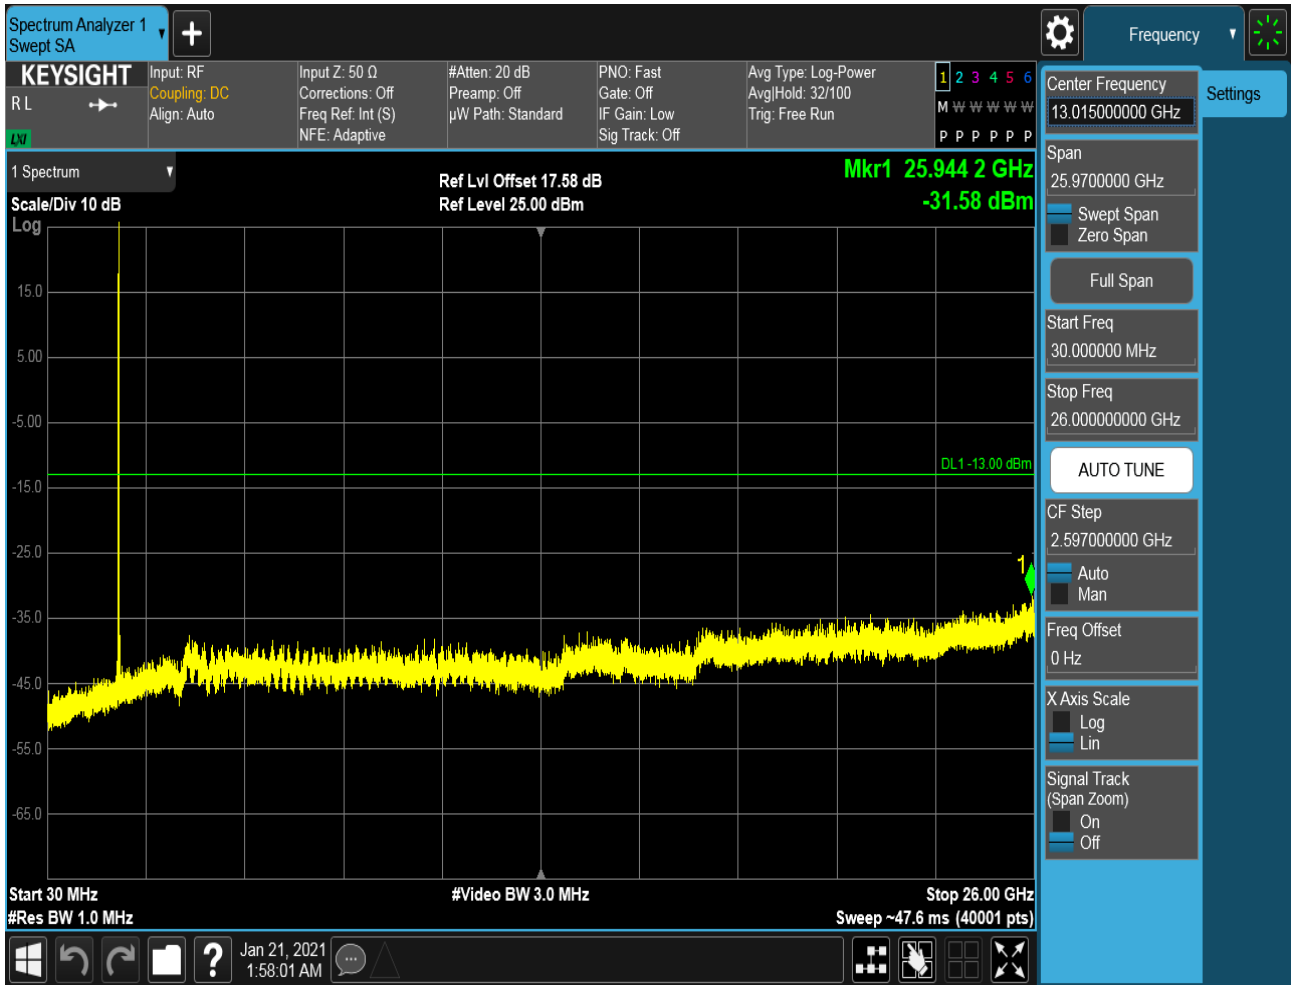 Spectrum Analyzer 1
Swept SA
Frequency
KEYSIGHT
R L
LXI
Input: RF
Coupling: DC
Align: Auto
Input Z: 50 Ω
Corrections: Off
Freq Ref: Int (S)
NFE: Adaptive
#Atten: 20 dB
Preamp: Off
µW Path: Standard
PNO: Fast
Gate: Off
IF Gain: Low
Sig Track: Off
Avg Type: Log-Power
Avg|Hold: 32/100
Trig: Free Run
1 2 3 4 5 6
M W W W W W
P P P P P P
1 Spectrum
Scale/Div 10 dB
Log
Ref Lvl Offset 17.58 dB
Ref Level 25.00 dBm
Mkr1 25.944 2 GHz
-31.58 dBm
15.0
5.00
-5.00
-15.0
-25.0
-35.0
-45.0
-55.0
-65.0
DL1 -13.00 dBm
1
Start 30 MHz
#Res BW 1.0 MHz
#Video BW 3.0 MHz
Stop 26.00 GHz
Sweep ~47.6 ms (40001 pts)
Center Frequency
13.015000000 GHz
Settings
Span
25.9700000 GHz
Swept Span
Zero Span
Full Span
Start Freq
30.000000 MHz
Stop Freq
26.000000000 GHz
AUTO TUNE
CF Step
2.597000000 GHz
Auto
Man
Freq Offset
0 Hz
X Axis Scale
Log
Lin
Signal Track
(Span Zoom)
On
Off
?
Jan 21, 2021
1:58:01 AM